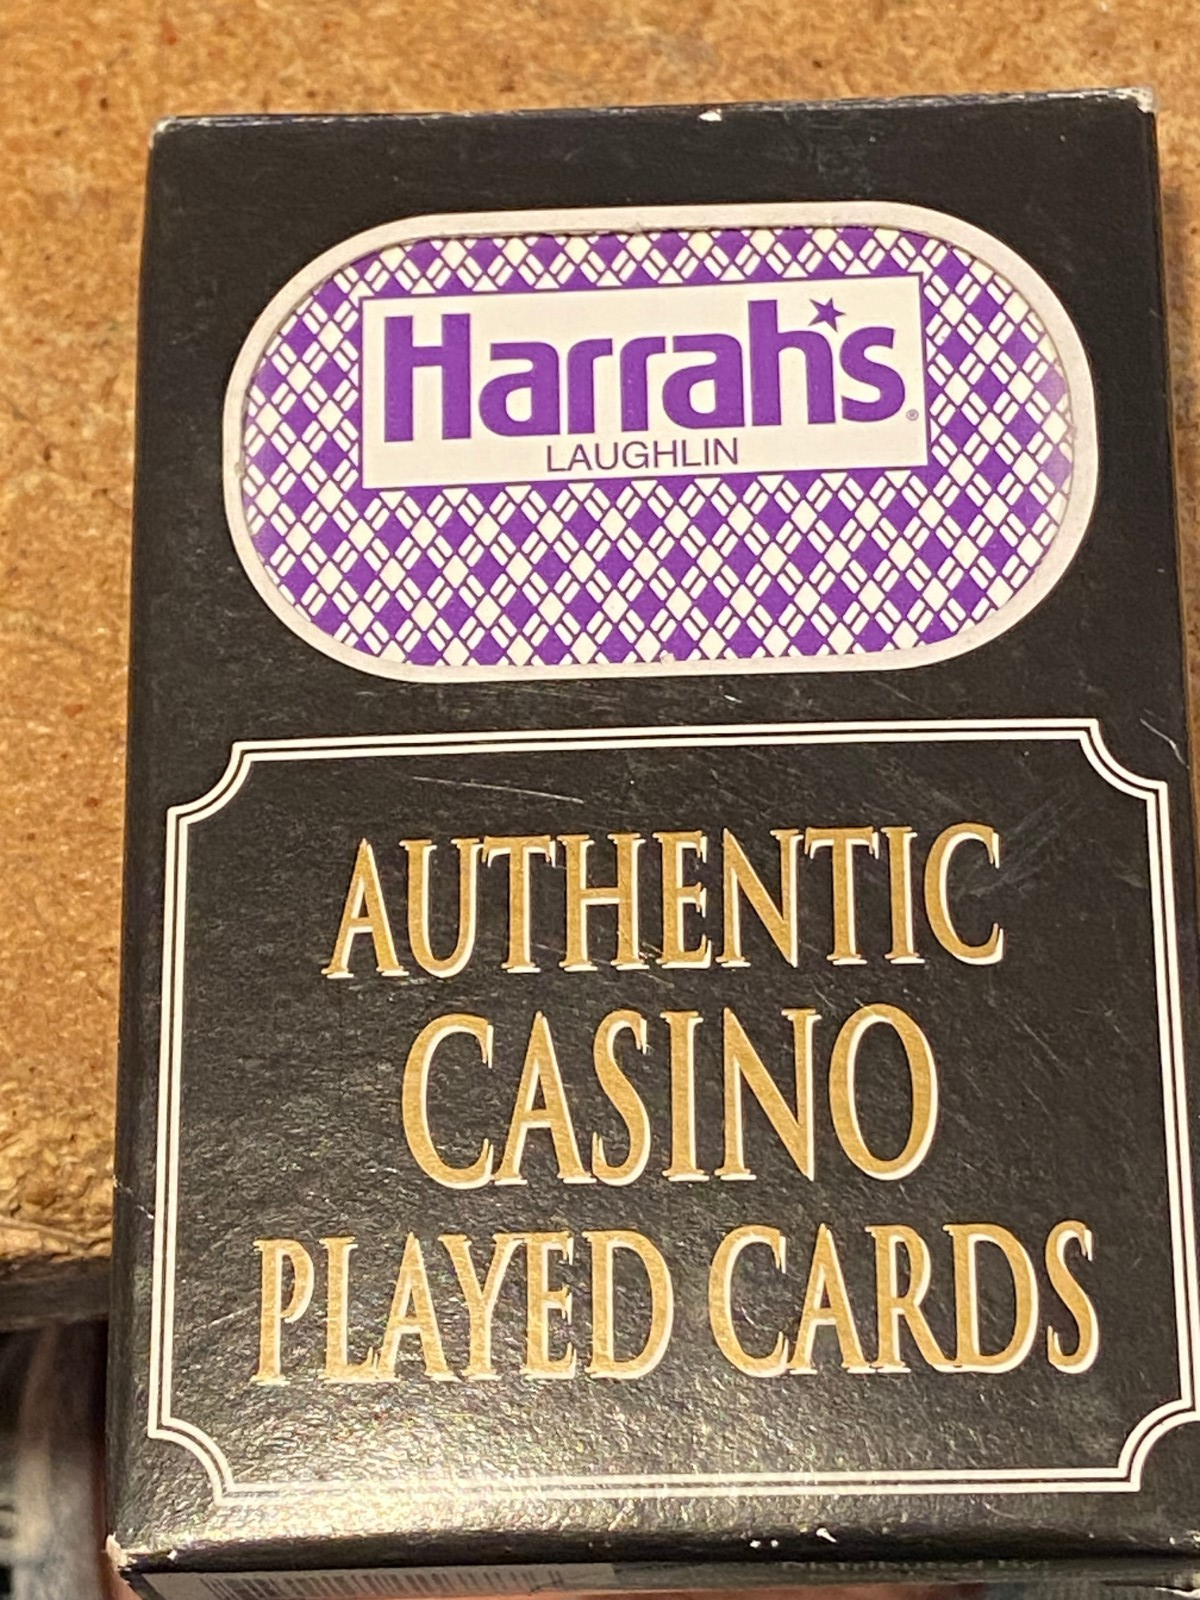 Harrah's®
LAUGHLIN
AUTHENTIC
CASINO
PLAYED CARDS